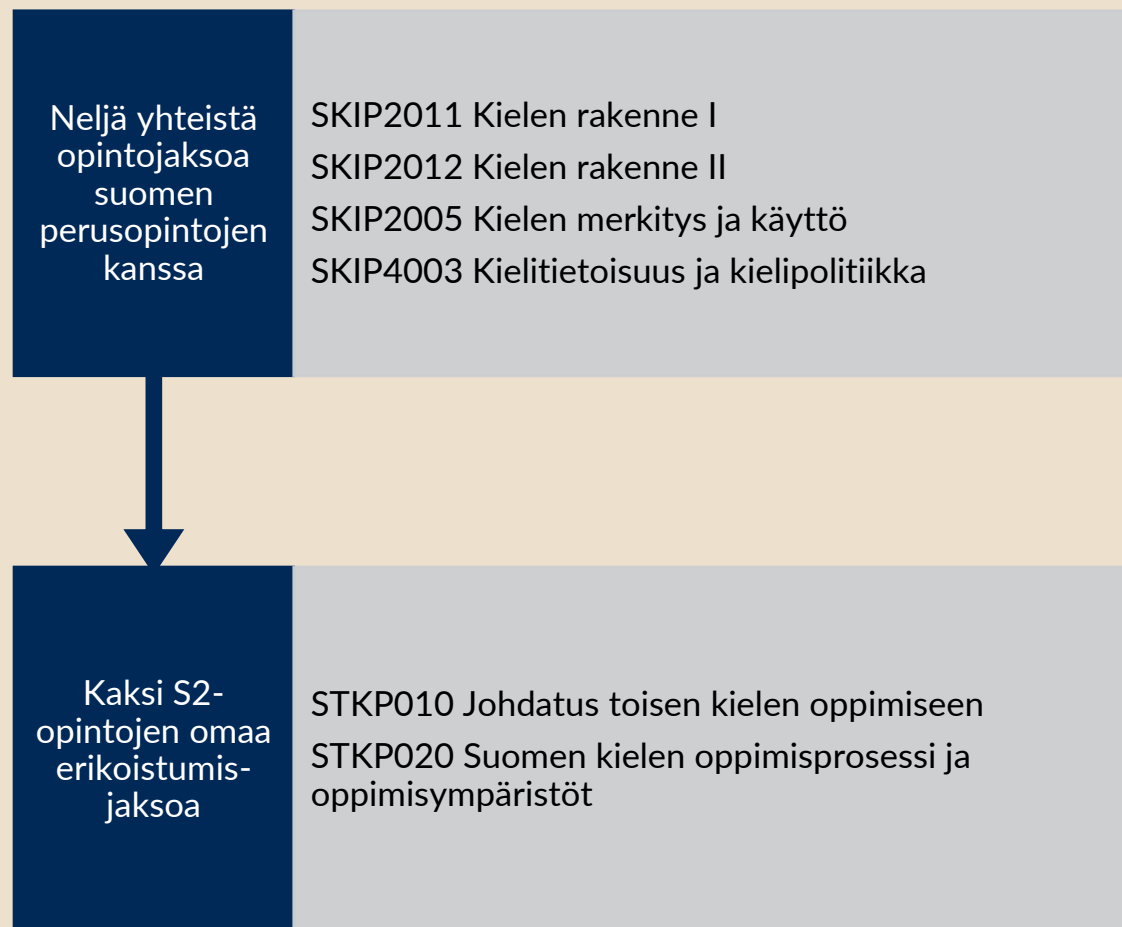 Neljä yhteistä
opintojaksoa
suomen
perusopintojen
kanssa
SKIP2011 Kielen rakenne I
SKIP2012 Kielen rakenne II
SKIP2005 Kielen merkitys ja käyttö
SKIP4003 Kielitietoisuus ja kielipolitiikka
Kaksi S2-
opintojen omaa
erikoistumis-
jaksoa
STKP010 Johdatus toisen kielen oppimiseen
STKP020 Suomen kielen oppimisprosessi ja
oppimisympäristöt